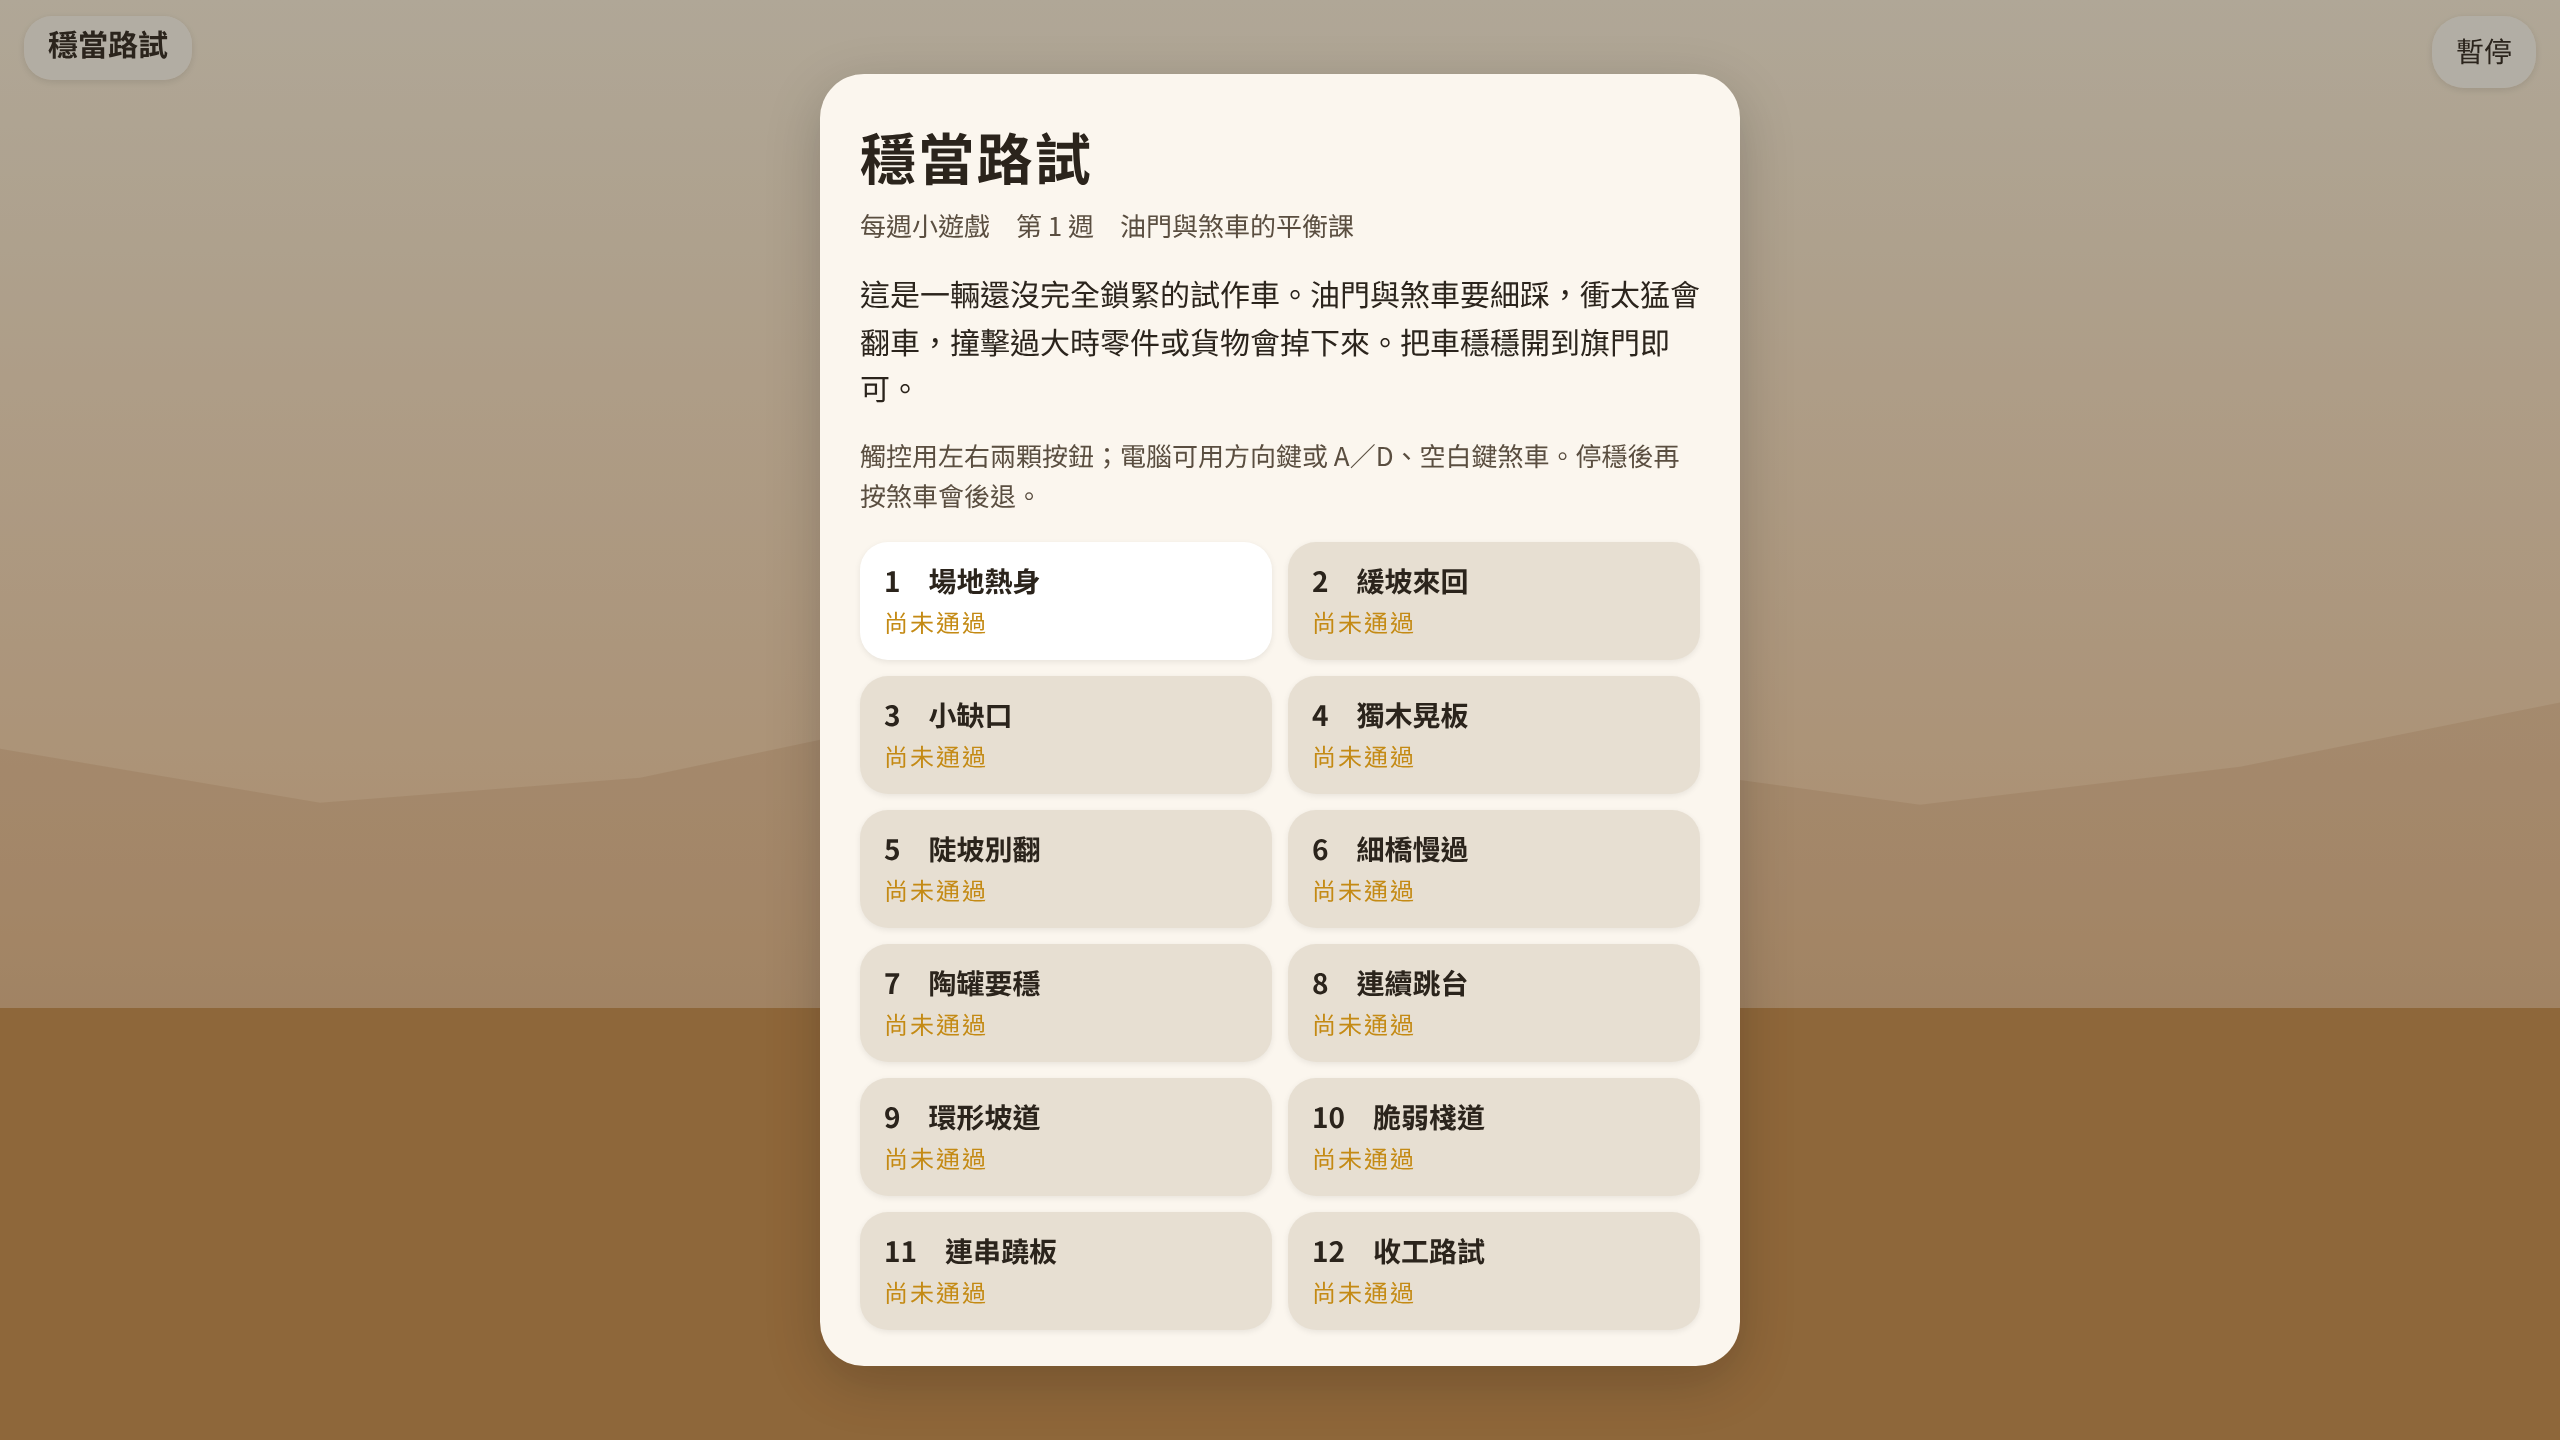 穩當路試
暫停
穩當路試
每週小遊戲　第 1 週　油門與煞車的平衡課
這是一輛還沒完全鎖緊的試作車。油門與煞車要細踩，衝太猛會
翻車，撞擊過大時零件或貨物會掉下來。把車穩穩開到旗門即
可。
觸控用左右兩顆按鈕；電腦可用方向鍵或 A／D、空白鍵煞車。停穩後再
按煞車會後退。
1　場地熱身
尚未通過
2　緩坡來回
尚未通過
3　小缺口
尚未通過
4　獨木晃板
尚未通過
5　陡坡別翻
尚未通過
6　細橋慢過
尚未通過
7　陶罐要穩
尚未通過
8　連續跳台
尚未通過
9　環形坡道
尚未通過
10　脆弱棧道
尚未通過
11　連串蹺板
尚未通過
12　收工路試
尚未通過